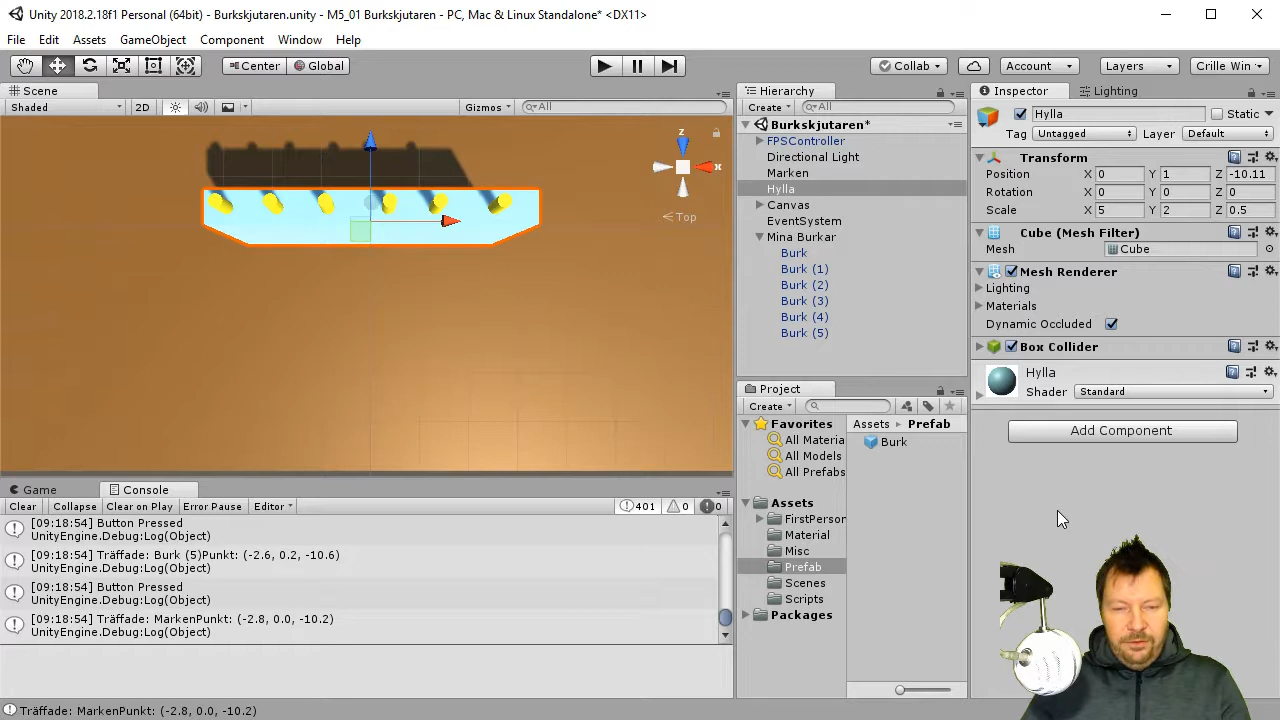 Unity 2018.2.18f1 Personal (64bit) - Burkskjutaren.unity - M5_01 Burkskjutaren - PC, Mac & Linux Standalone* <DX11>
File Edit Assets GameObject Component Window Help
Center Global Collab Account Layers Crille Win
Scene
Shaded 2D Gizmos All
z
x
Top
Game Console
Clear Collapse Clear on Play Error Pause Editor 401 0 0
[09:18:54] Button Pressed
UnityEngine.Debug:Log(Object)
[09:18:54] Träffade: Burk (5)Punkt: (-2.6, 0.2, -10.6)
UnityEngine.Debug:Log(Object)
[09:18:54] Button Pressed
UnityEngine.Debug:Log(Object)
[09:18:54] Träffade: MarkenPunkt: (-2.8, 0.0, -10.2)
UnityEngine.Debug:Log(Object)
Träffade: MarkenPunkt: (-2.8, 0.0, -10.2)
Hierarchy
Create All
Burkskjutaren*
FPSController
Directional Light
Marken
Hylla
Canvas
EventSystem
Mina Burkar
Burk
Burk (1)
Burk (2)
Burk (3)
Burk (4)
Burk (5)
Project
Create
Favorites
All Materia
All Models
All Prefabs
Assets
FirstPerson
Material
Misc
Prefab
Scenes
Scripts
Packages
Assets Prefab
Burk
Inspector Lighting
Hylla Static
Tag Untagged Layer Default
Transform
Position X 0 Y 1 Z -10.11
Rotation X 0 Y 0 Z 0
Scale X 5 Y 2 Z 0.5
Cube (Mesh Filter)
Mesh Cube
Mesh Renderer
Lighting
Materials
Dynamic Occluded
Box Collider
Hylla
Shader Standard
Add Component